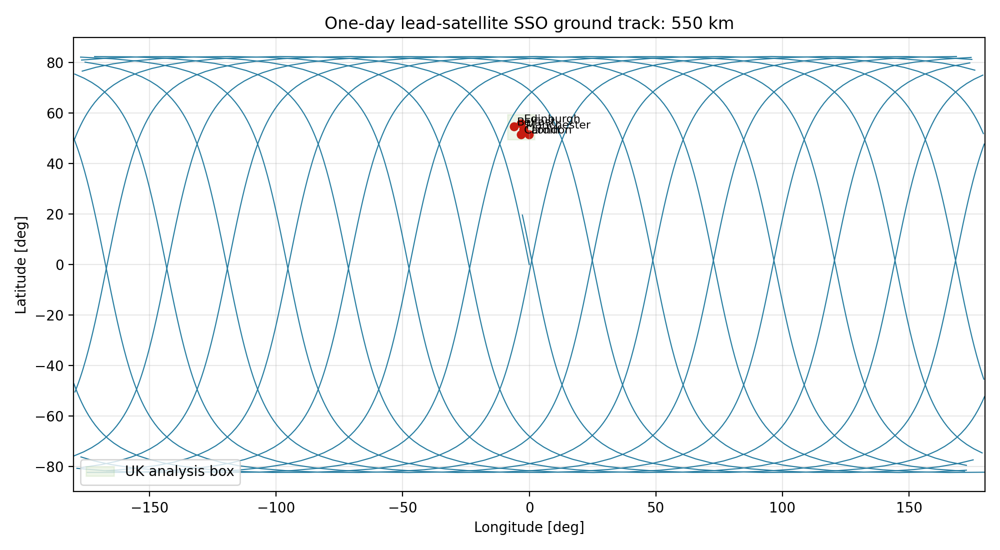 One-day lead-satellite SSO ground track: 550 km
Latitude [deg]
80
60
40
20
0
−20
−40
−60
−80
Edinburgh
Belfast
Manchester
Cardiff
London
UK analysis box
−150
−100
−50
0
50
100
150
Longitude [deg]